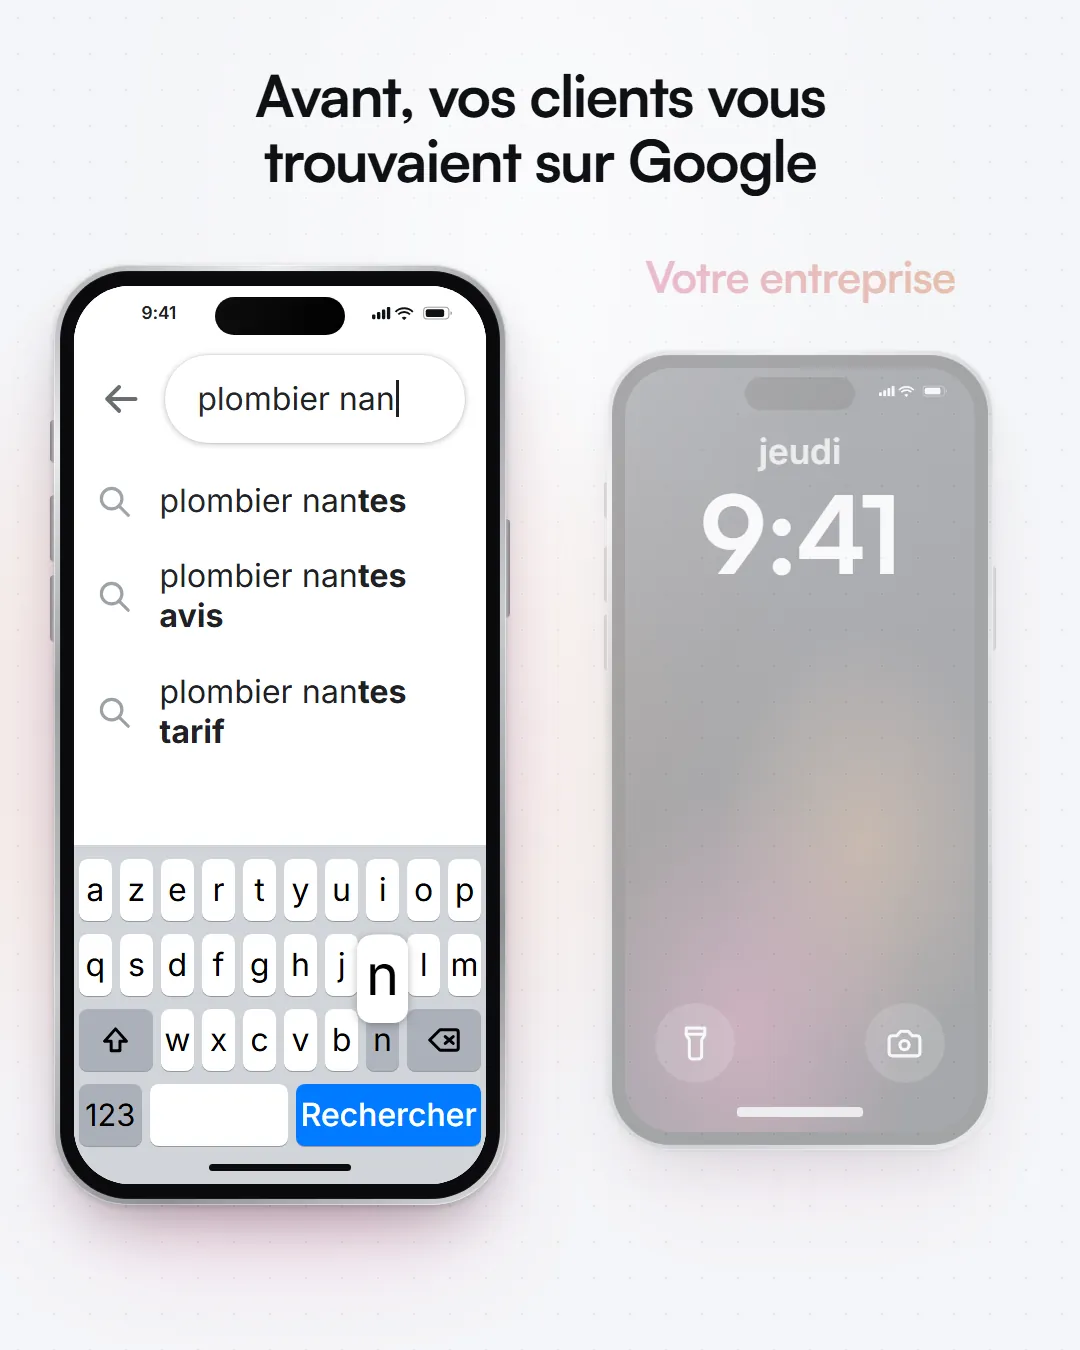 Avant, vos clients vous
trouvaient sur Google
Votre entreprise
9:41
plombier nan
plombier nantes
plombier nantes
avis
plombier nantes
tarif
a z e r t y u i o p
q s d f g h j n l m
w x c v b n
123 Rechercher
jeudi
9:41